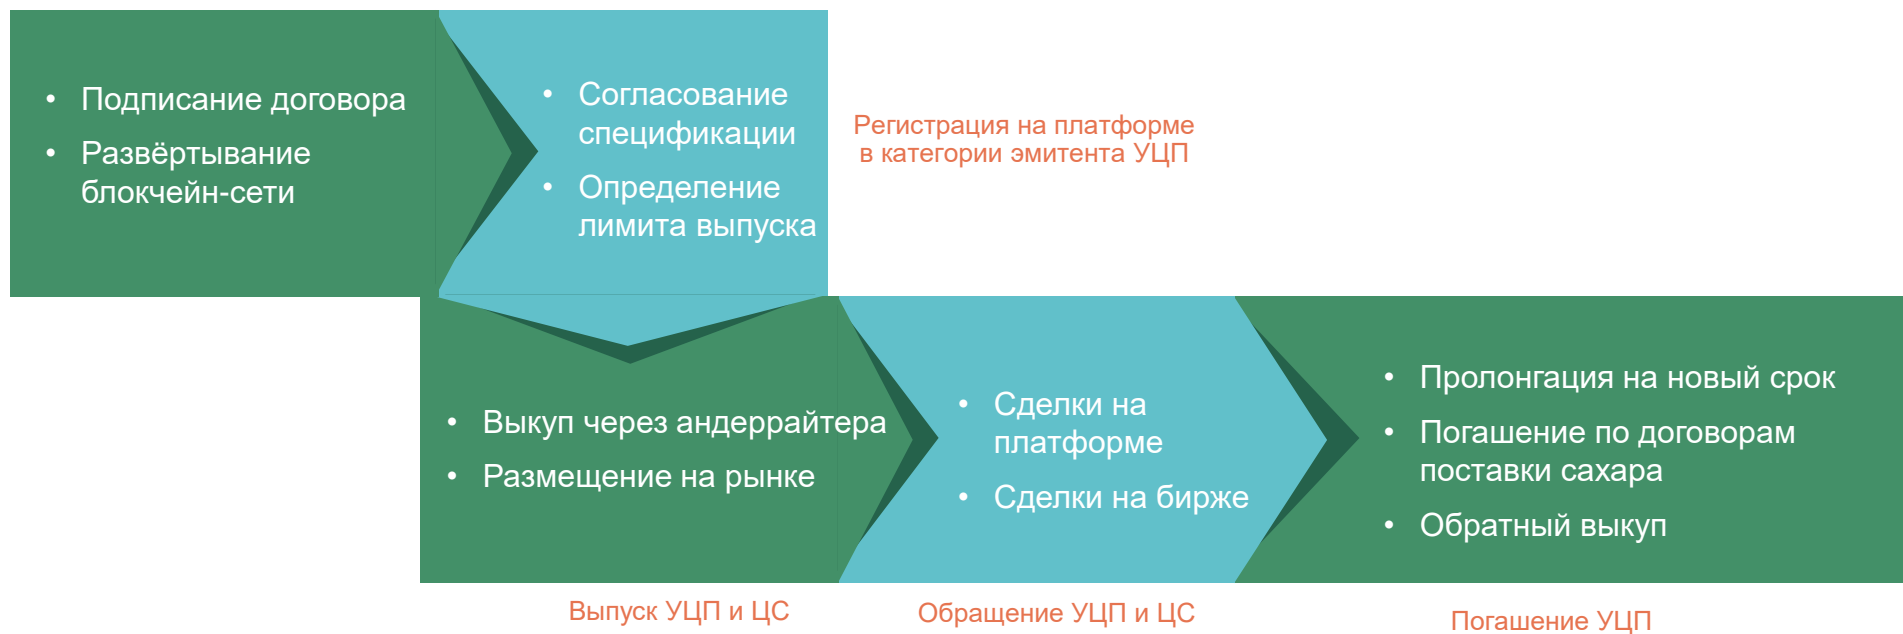 • Подписание договора
• Развёртывание
блокчейн-сети
• Согласование
спецификации
• Определение
лимита выпуска
Регистрация на платформе
в категории эмитента УЦП
• Выкуп через андеррайтера
• Размещение на рынке
• Сделки на
платформе
• Сделки на бирже
• Пролонгация на новый срок
• Погашение по договорам
поставки сахара
• Обратный выкуп
Выпуск УЦП и ЦС
Обращение УЦП и ЦС
Погашение УЦП